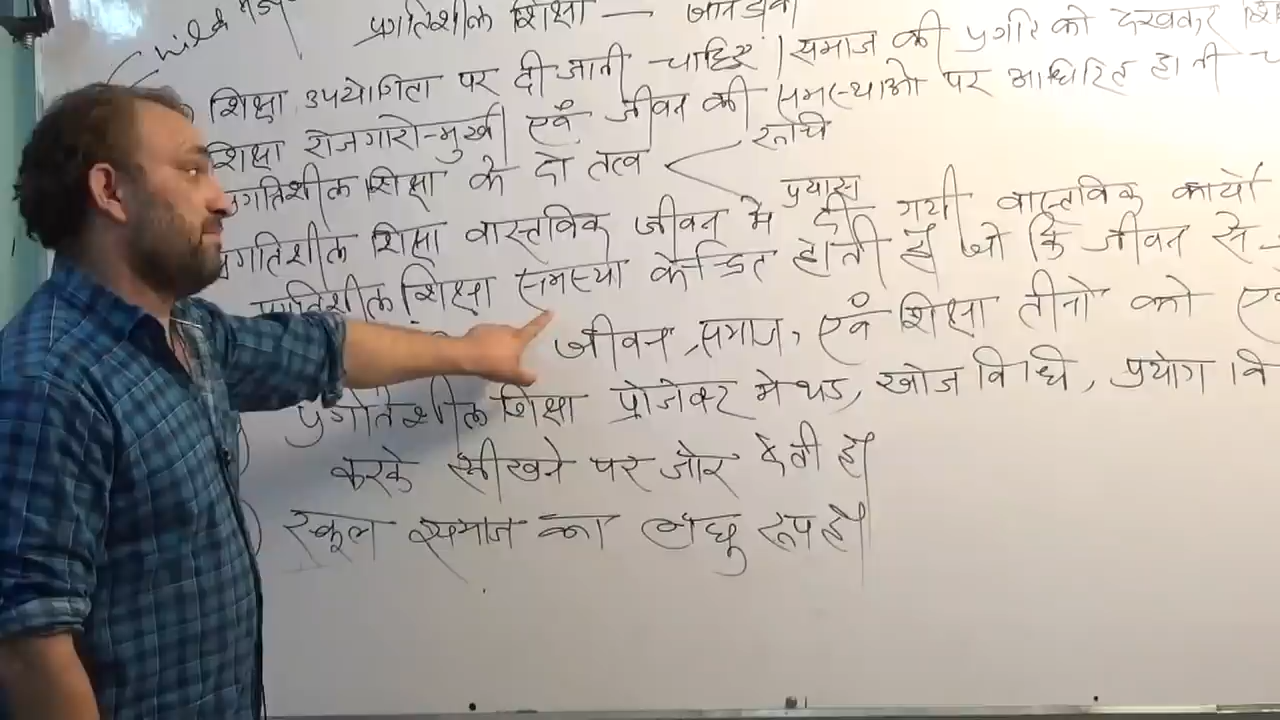 प्रगतिशील शिक्षा — जान डीवी
child
शिक्षा उपयोगिता पर दी जाती चाहिए। समाज की प्रगति को देखकर
शिक्षा रोजगारोन्मुखी एवं जीवन की समस्याओ पर आधारित होती
प्रगतिशील शिक्षा के दो तत्व
रूचि
प्रयास
प्रगतिशील शिक्षा वास्तविक जीवन मे दी गयी वास्तविक कार्यो
प्रगतिशील शिक्षा समस्या केन्द्रित होती है जो कि जीवन से
जीवन, समाज, एवं शिक्षा तीनो को
प्रगतिशील शिक्षा प्रोजेक्ट मेथड, खोज विधि, प्रयोग वि
करके सीखने पर जोर देती है।
स्कूल समाज का लघु रूप है।